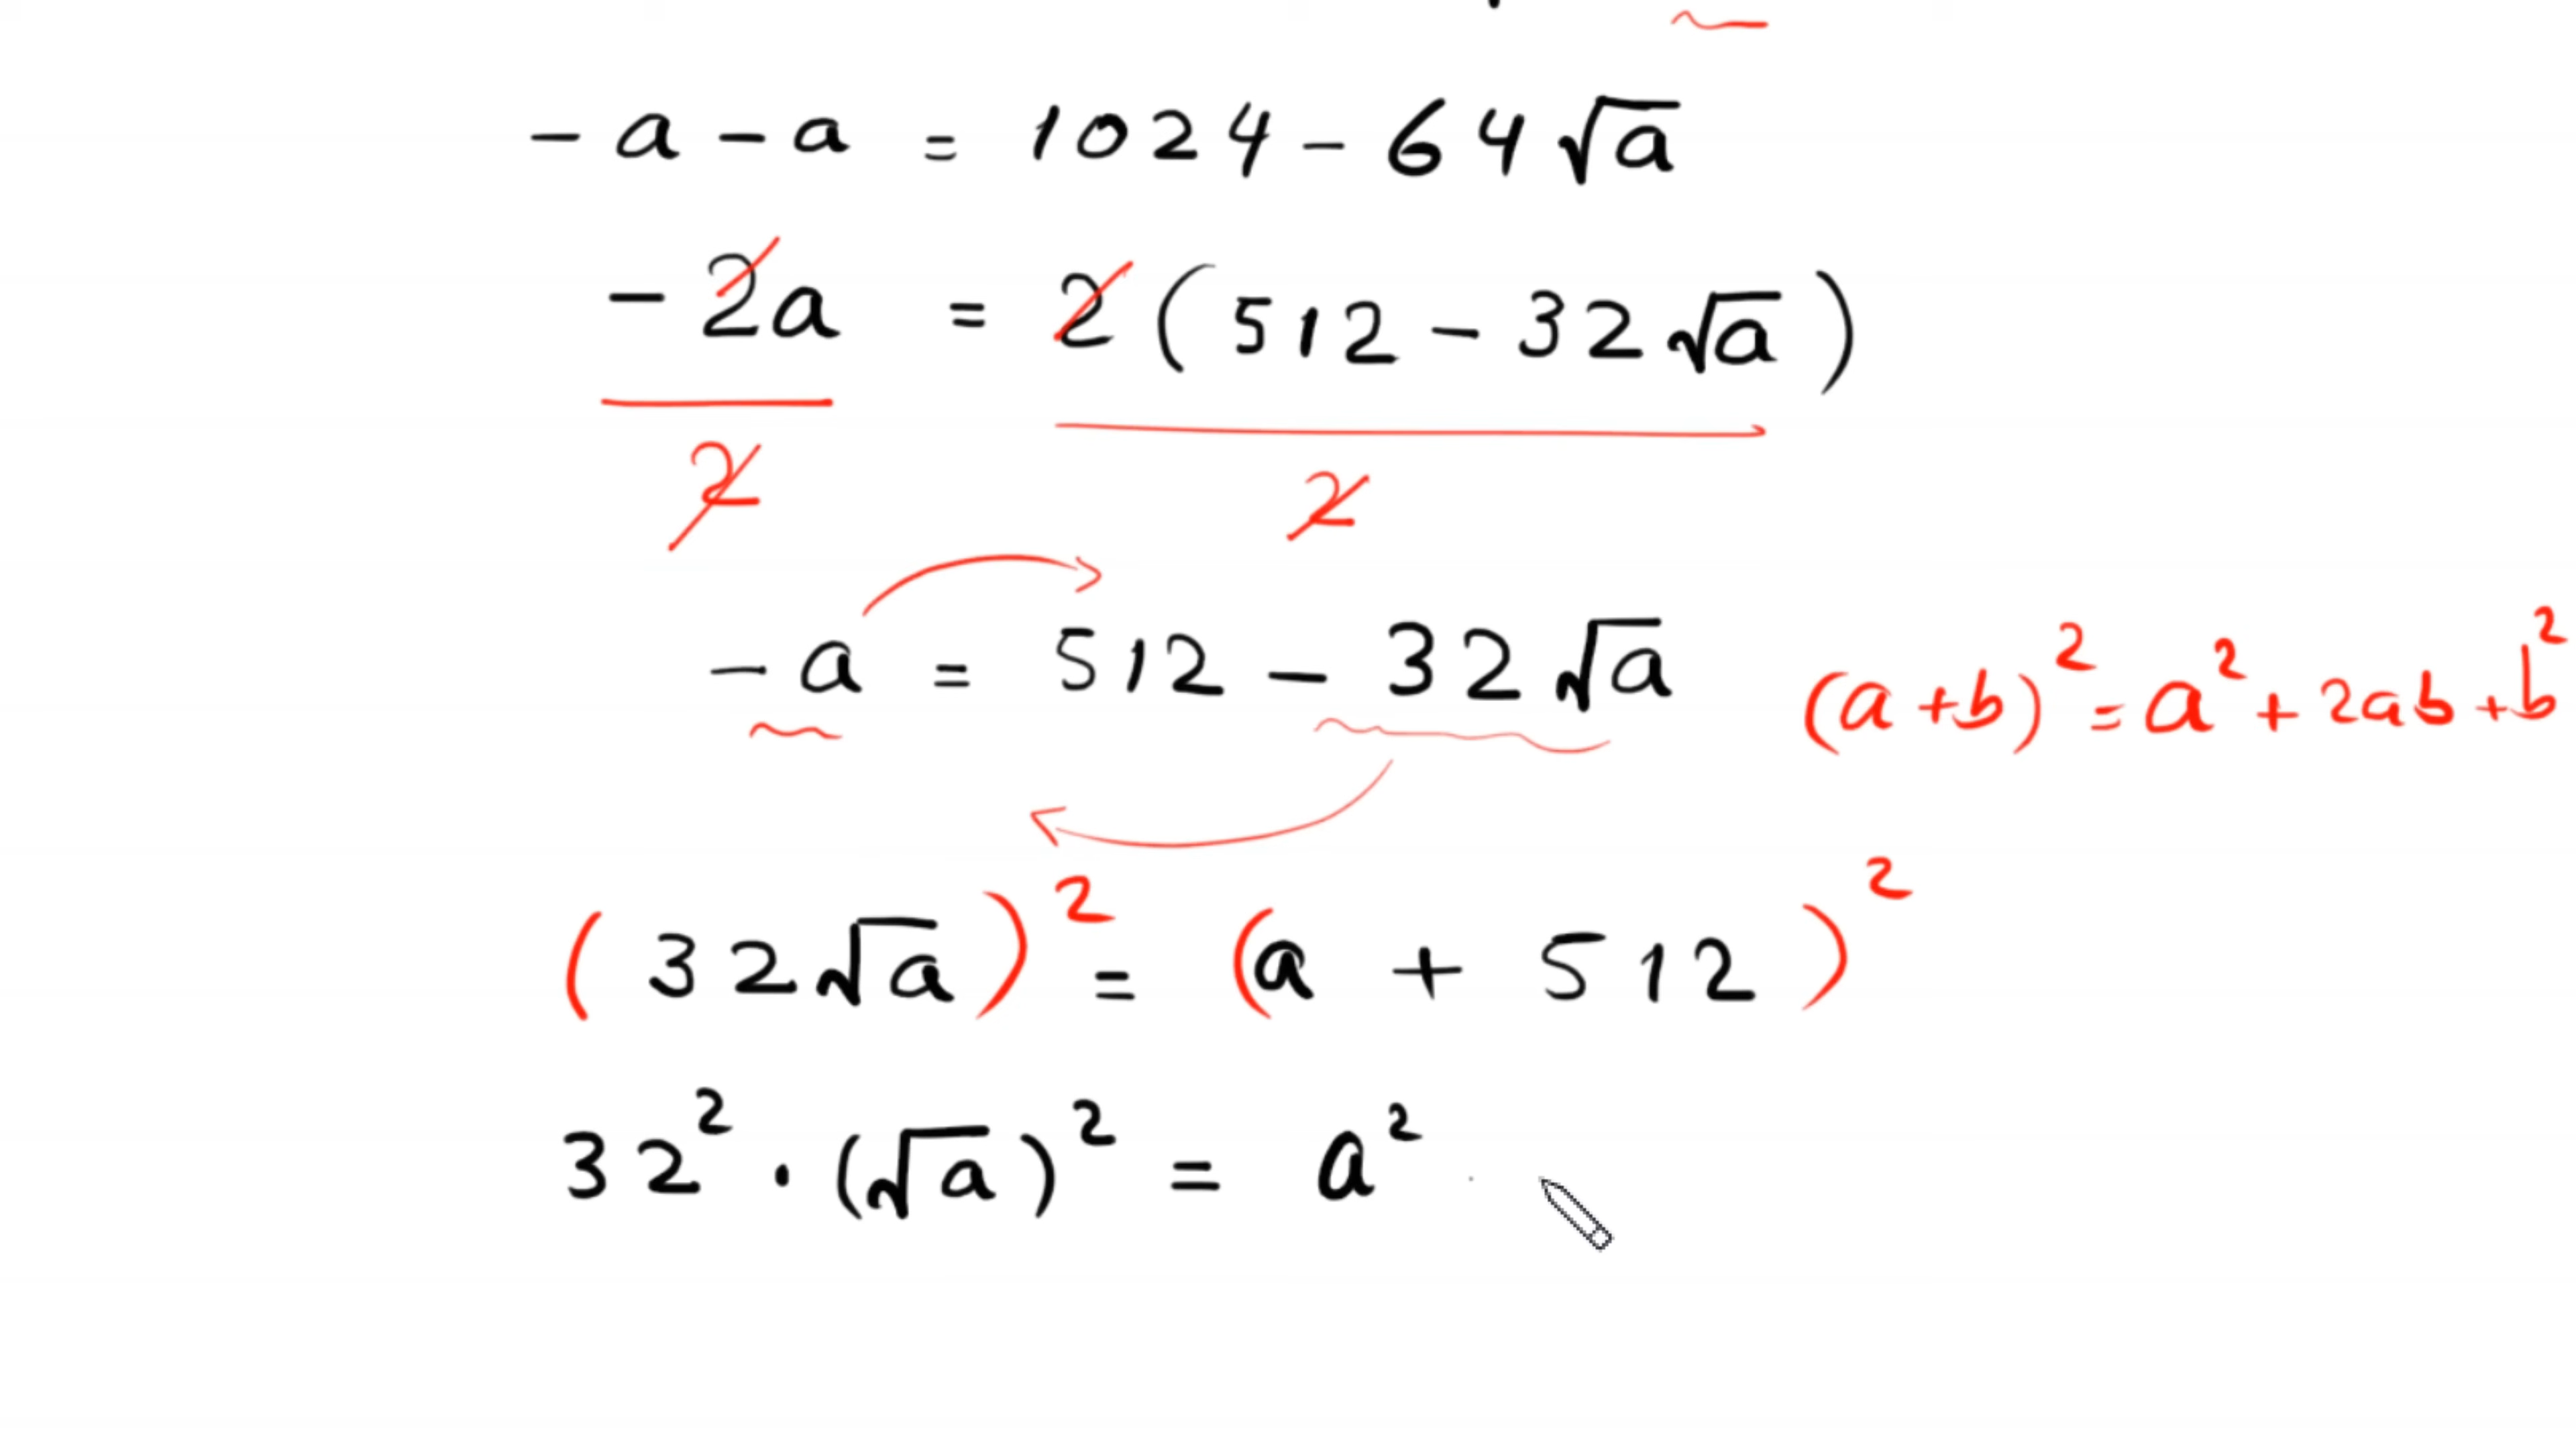 - a - a = 1024 - 64√a
- 2a = 2(512 - 32√a)
2 2
- a = 512 - 32√a
(a+b)² = a² + 2ab + b²
(32√a)² = (a + 512)²
32² · (√a)² = a²